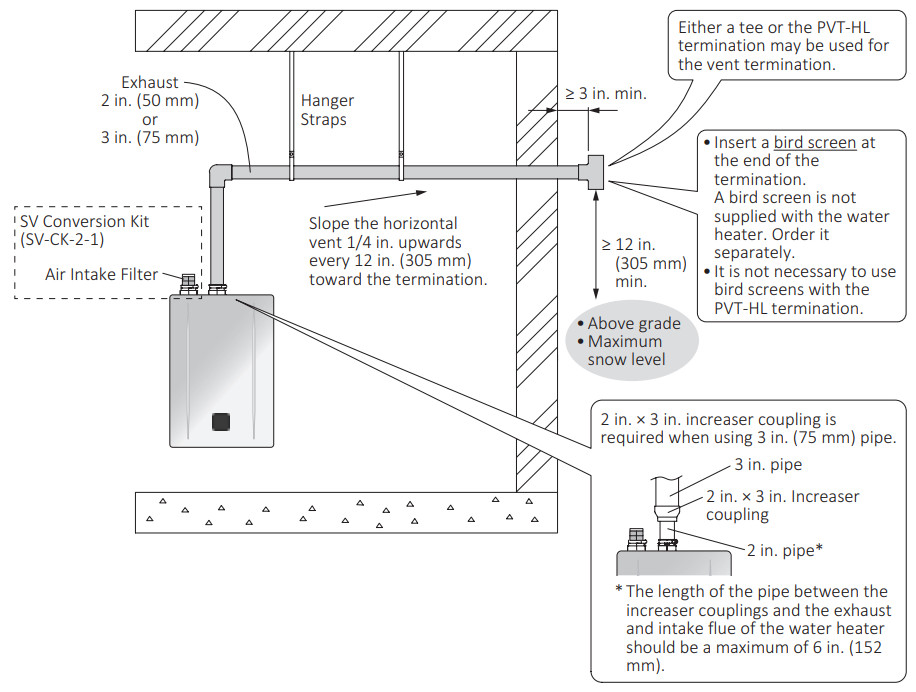 Either a tee or the PVT-HL
termination may be used for
the vent termination.
≥ 3 in. min.
Exhaust
2 in. (50 mm)
or
3 in. (75 mm)
Hanger
Straps
• Insert a bird screen at
the end of the
termination.
A bird screen is not
supplied with the water
heater. Order it
separately.
• It is not necessary to use
bird screens with the
PVT-HL termination.
SV Conversion Kit
(SV-CK-2-1)
Air Intake Filter
Slope the horizontal
vent 1/4 in. upwards
every 12 in. (305 mm)
toward the termination.
≥ 12 in.
(305 mm)
min.
• Above grade
• Maximum
snow level
2 in. × 3 in. increaser coupling is
required when using 3 in. (75 mm) pipe.
3 in. pipe
2 in. × 3 in. Increaser
coupling
2 in. pipe*
* The length of the pipe between the
increaser couplings and the exhaust
and intake flue of the water heater
should be a maximum of 6 in. (152
mm).